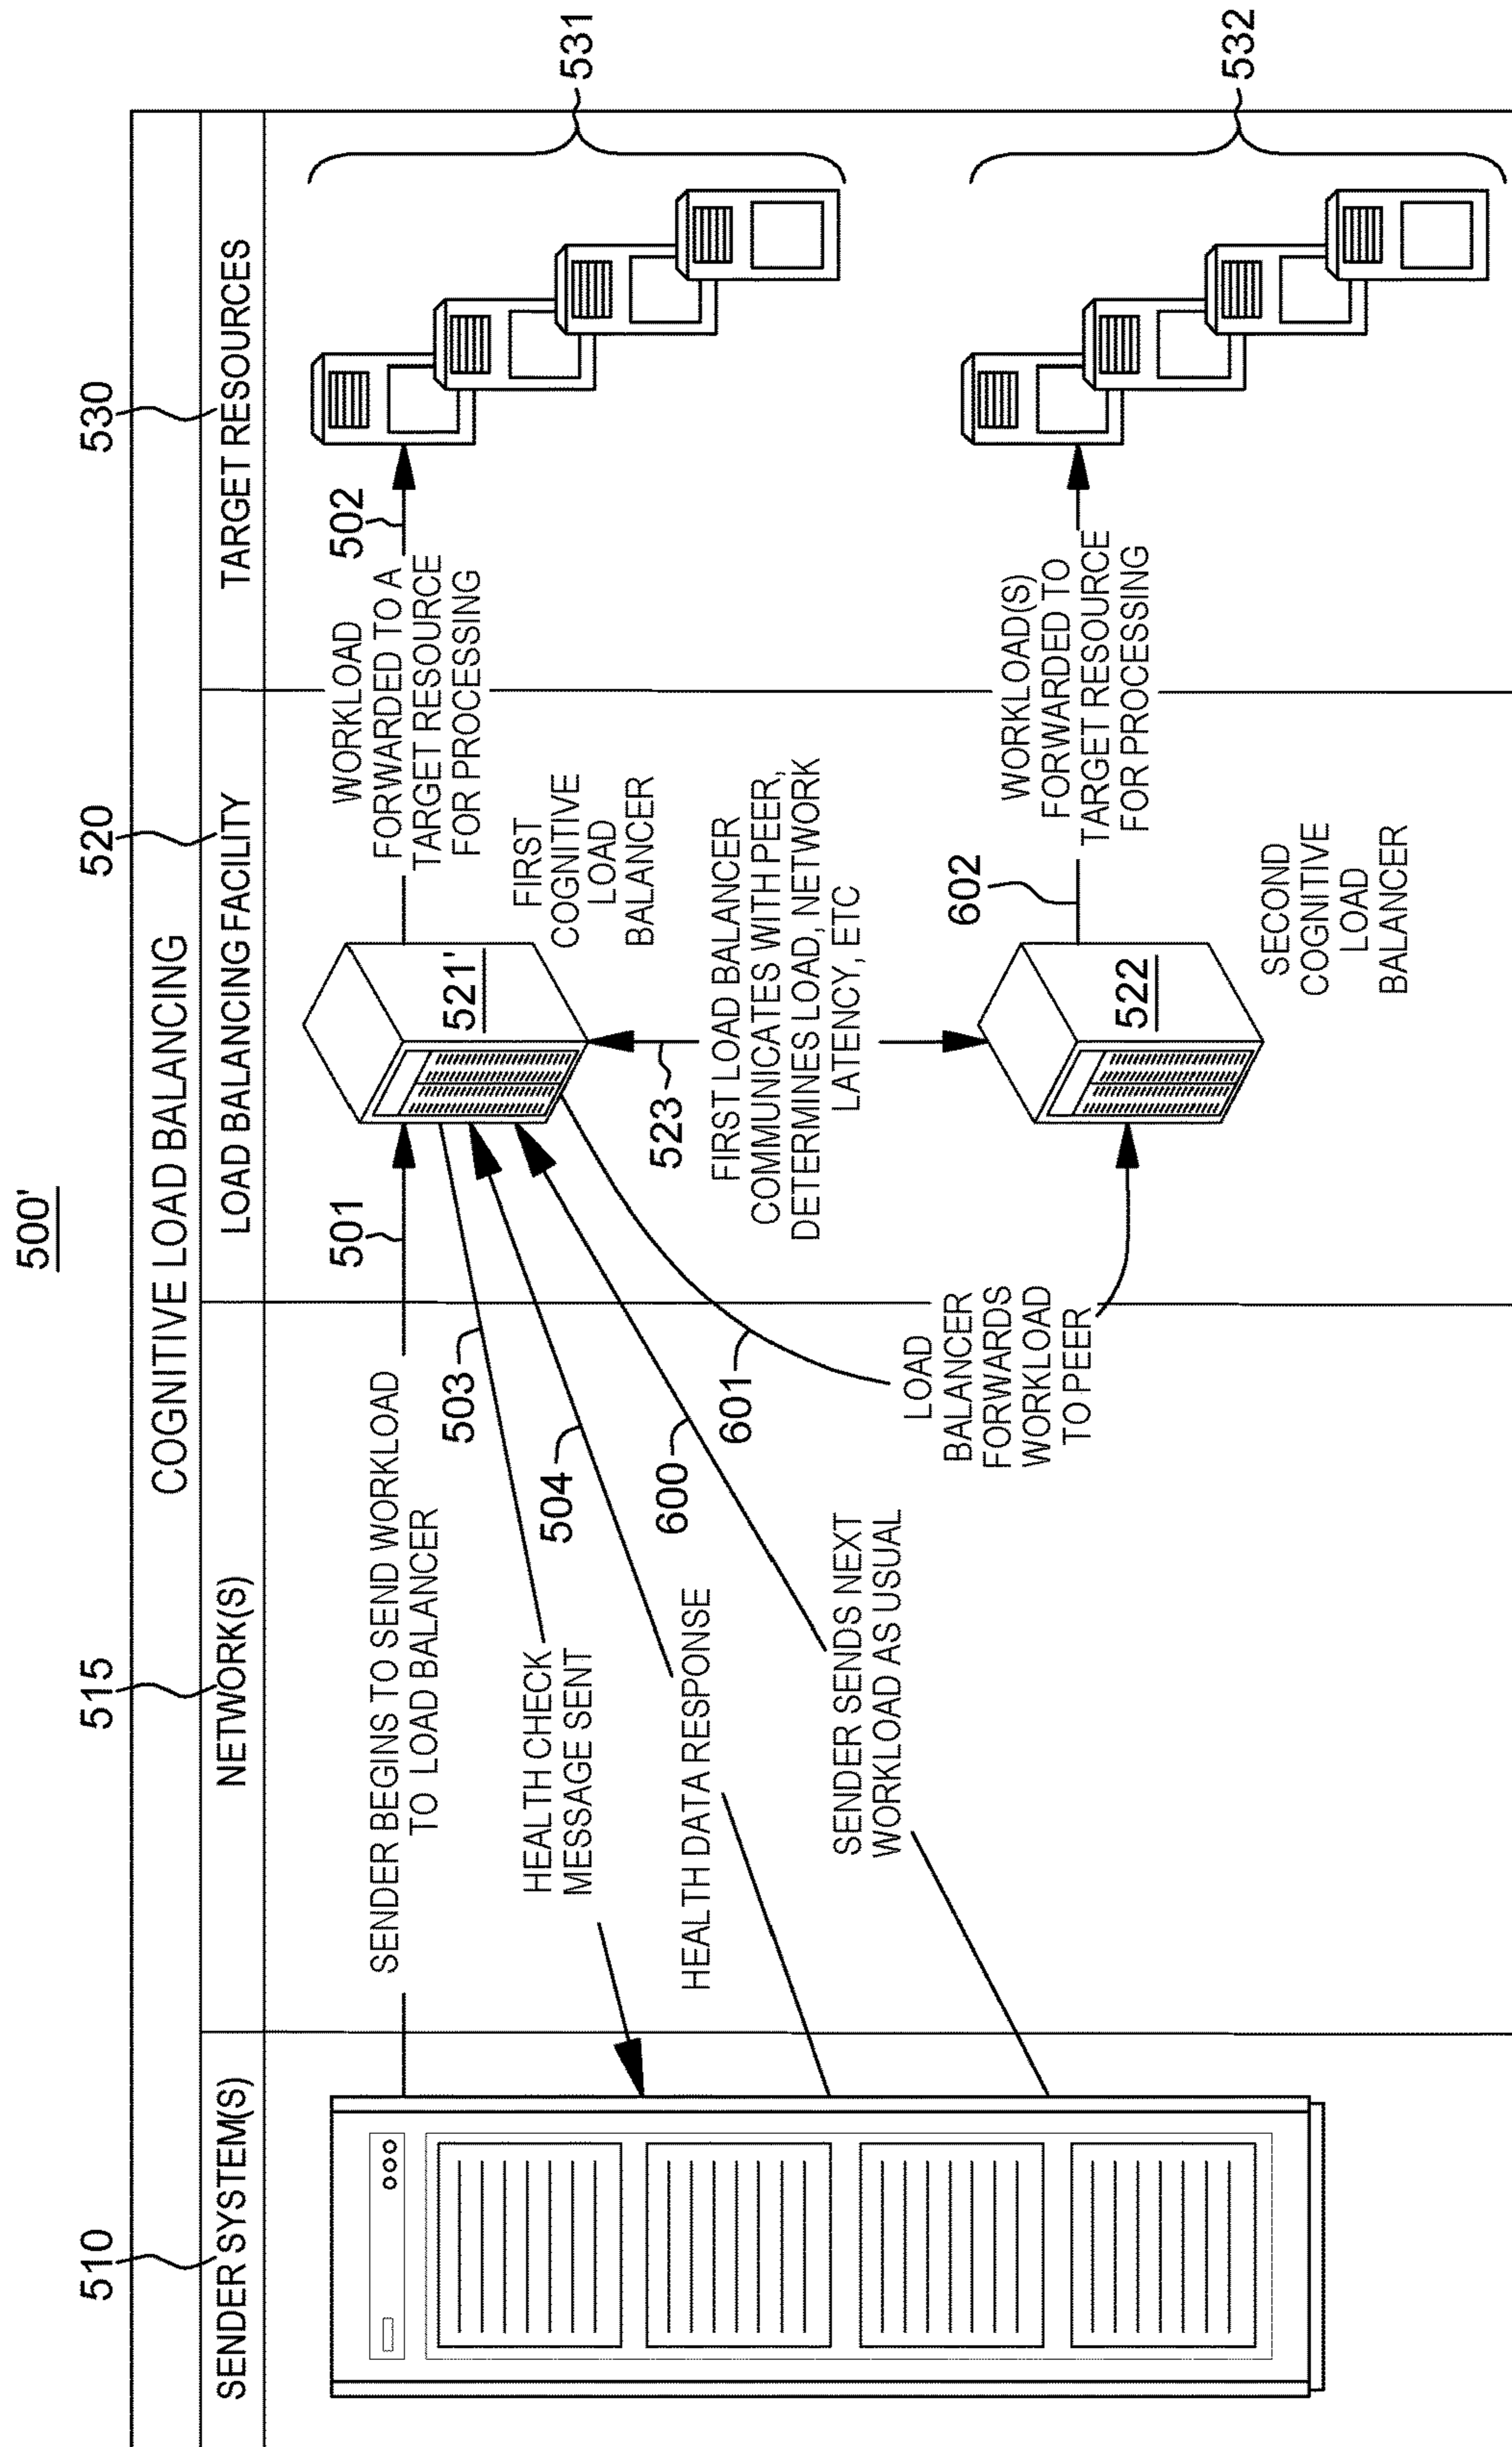 500'
510
515
520
530
COGNITIVE LOAD BALANCING
SENDER SYSTEM(S)
NETWORK(S)
LOAD BALANCING FACILITY
TARGET RESOURCES
SENDER BEGINS TO SEND WORKLOAD
TO LOAD BALANCER
501
521'
WORKLOAD
FORWARDED TO A
TARGET RESOURCE
FOR PROCESSING
502
531
503
HEALTH CHECK
MESSAGE SENT
FIRST
COGNITIVE
LOAD
BALANCER
504
HEALTH DATA RESPONSE
600
523
FIRST LOAD BALANCER
COMMUNICATES WITH PEER,
DETERMINES LOAD, NETWORK
LATENCY, ETC
601
SENDER SENDS NEXT
WORKLOAD AS USUAL
LOAD
BALANCER
FORWARDS
WORKLOAD
TO PEER
522
602
WORKLOAD(S)
FORWARDED TO
TARGET RESOURCE
FOR PROCESSING
532
SECOND
COGNITIVE
LOAD
BALANCER